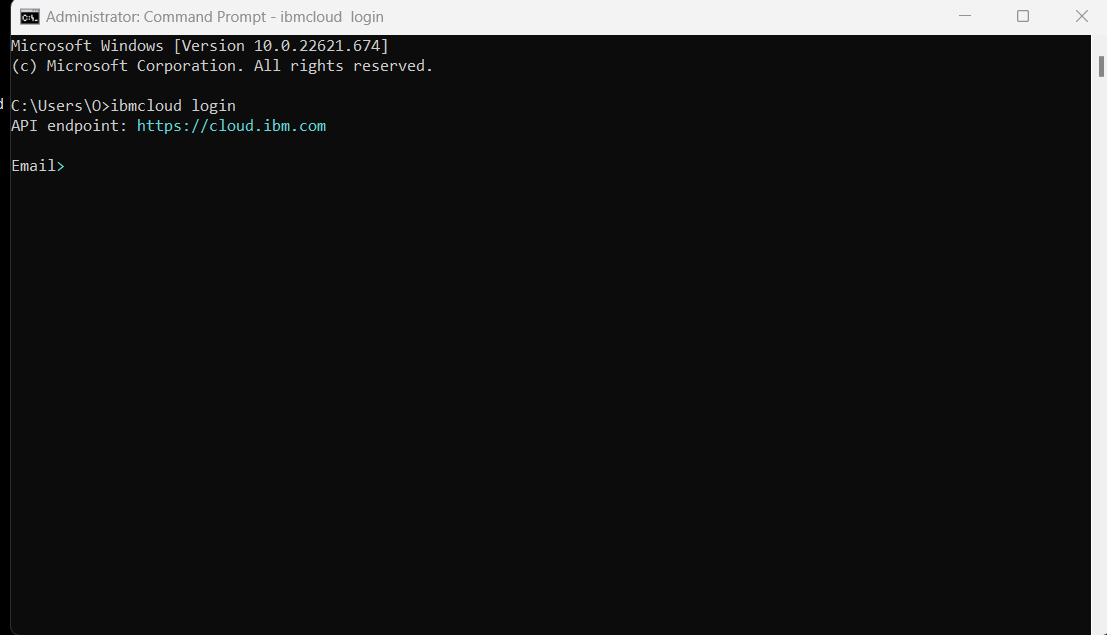 Administrator: Command Prompt - ibmcloud  login
Microsoft Windows [Version 10.0.22621.674]
(c) Microsoft Corporation. All rights reserved.
C:\Users\O>ibmcloud login
API endpoint: https://cloud.ibm.com
Email>